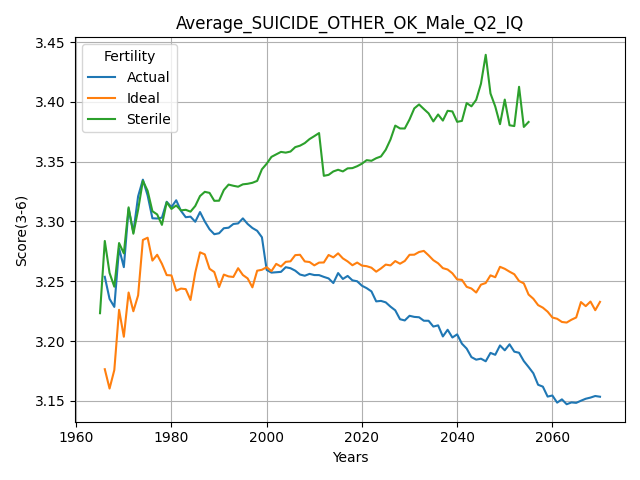 Average_SUICIDE_OTHER_OK_Male_Q2_IQ
3.45
3.40
3.35
3.30
3.25
3.20
3.15
Score(3-6)
Fertility
Actual
Ideal
Sterile
1960 1980 2000 2020 2040 2060
Years